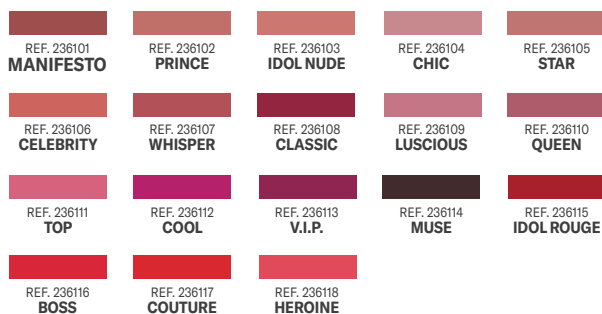 REF. 236101
MANIFESTO
REF. 236102
PRINCE
REF. 236103
IDOL NUDE
REF. 236104
CHIC
REF. 236105
STAR
REF. 236106
CELEBRITY
REF. 236107
WHISPER
REF. 236108
CLASSIC
REF. 236109
LUSCIOUS
REF. 236110
QUEEN
REF. 236111
TOP
REF. 236112
COOL
REF. 236113
V.I.P.
REF. 236114
MUSE
REF. 236115
IDOL ROUGE
REF. 236116
BOSS
REF. 236117
COUTURE
REF. 236118
HEROINE